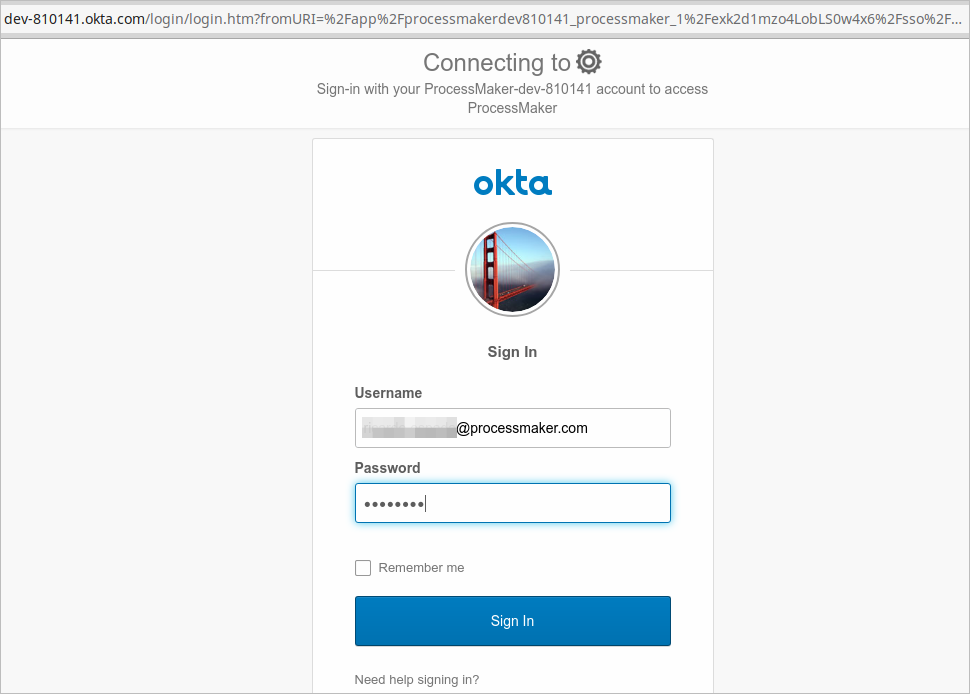 dev-810141.okta.com/login/login.htm?fromURI=%2Fapp%2Fprocessmakerdev810141_processmaker_1%2Fexk2d1mzo4LobLS0w4x6%2Fsso%2F...
Connecting to
Sign-in with your ProcessMaker-dev-810141 account to access
ProcessMaker
okta
Sign In
Username
@processmaker.com
Password
••••••••
Remember me
Sign In
Need help signing in?